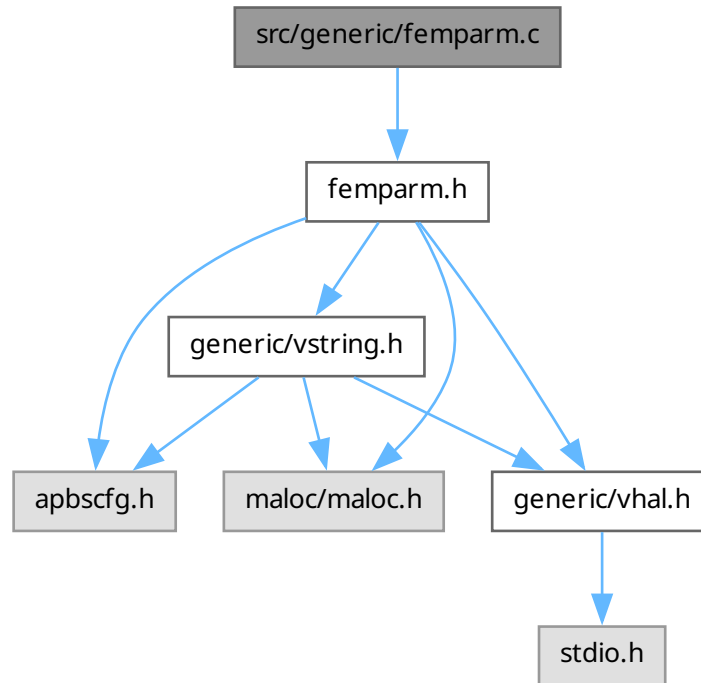 src/generic/femparm.c
femparm.h
generic/vstring.h
apbscfg.h
maloc/maloc.h
generic/vhal.h
stdio.h